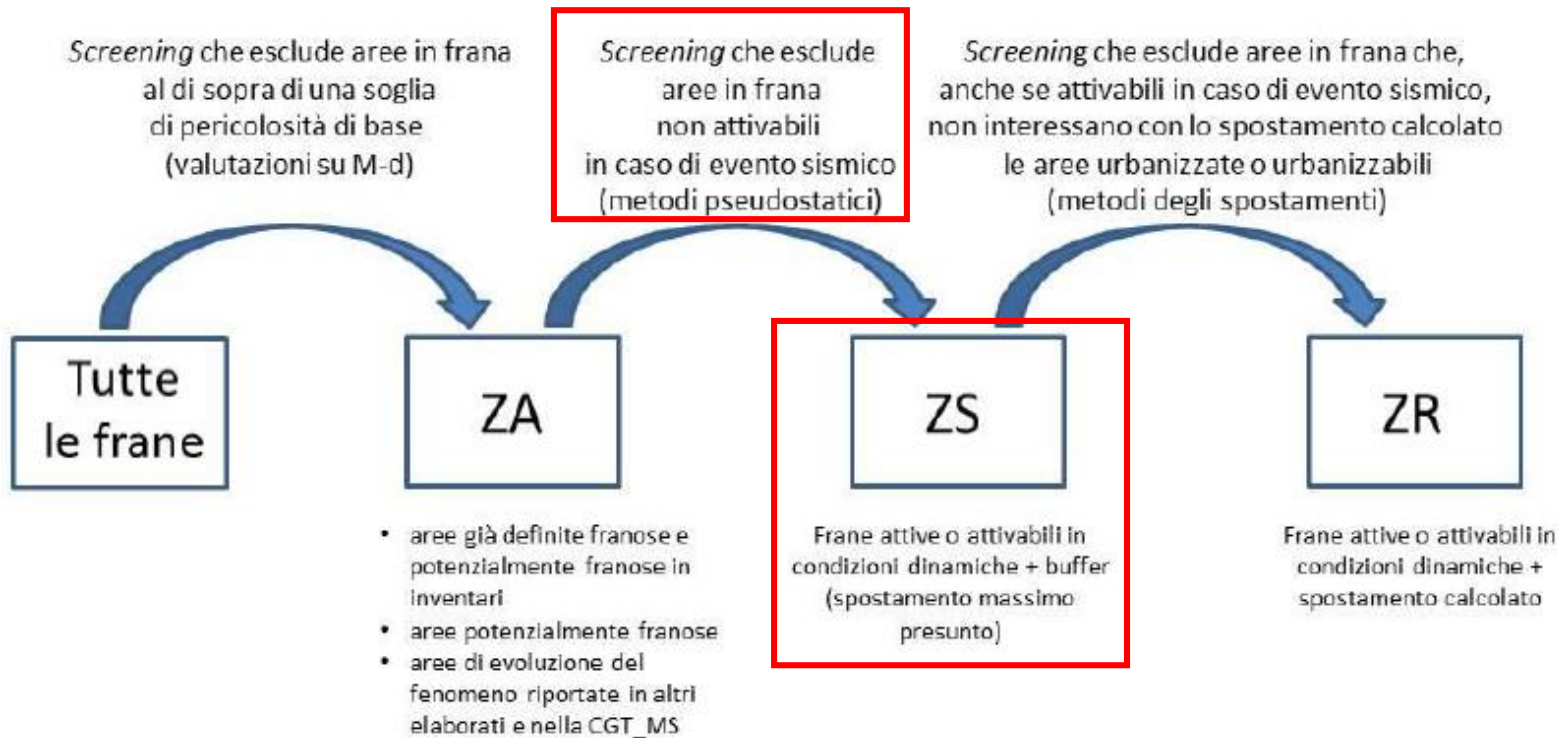 Screening che esclude aree in frana
al di sopra di una soglia
di pericolosità di base
(valutazioni su M-d)
Screening che esclude
aree in frana
non attivabili
in caso di evento sismico
(metodi pseudostatici)
Screening che esclude aree in frana che,
anche se attivabili in caso di evento sismico,
non interessano con lo spostamento calcolato
le aree urbanizzate o urbanizzabili
(metodi degli spostamenti)
Tutte
le frane
ZA
ZS
ZR
• aree già definite franose e
potenzialmente franose in
inventari
• aree potenzialmente franose
• aree di evoluzione del
fenomeno riportate in altri
elaborati e nella CGT_MS
Frane attive o attivabili in
condizioni dinamiche + buffer
(spostamento massimo
presunto)
Frane attive o attivabili in
condizioni dinamiche +
spostamento calcolato